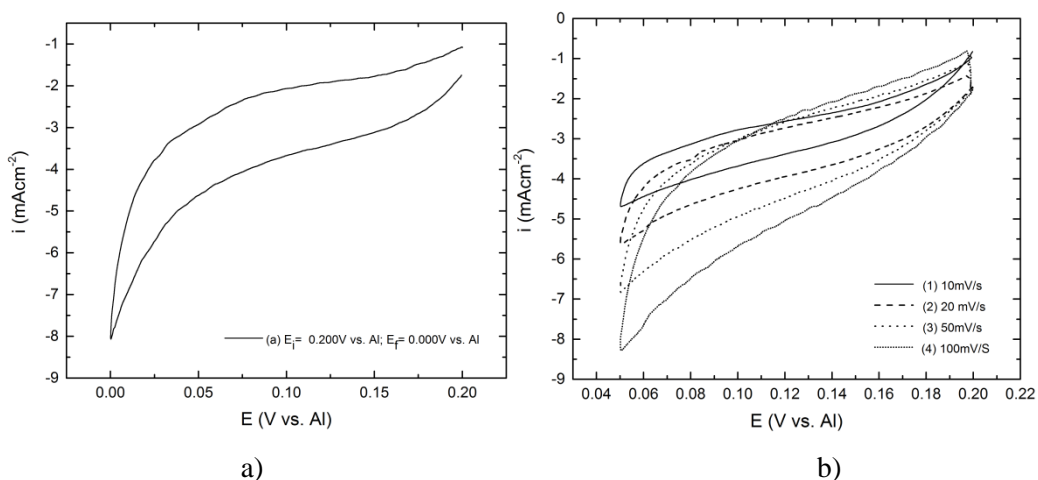 -1
-2
-3
-4
-5
-6
-7
-8
-9
i (mAcm⁻²)
(a) Eᵢ= 0.200V vs. Al; E_f= 0.000V vs. Al
0.00 0.05 0.10 0.15 0.20
E (V vs. Al)
a)
0
-1
-2
-3
-4
-5
-6
-7
-8
-9
i (mAcm⁻²)
(1) 10mV/s
(2) 20 mV/s
(3) 50mV/s
(4) 100mV/S
0.04 0.06 0.08 0.10 0.12 0.14 0.16 0.18 0.20 0.22
E (V vs. Al)
b)